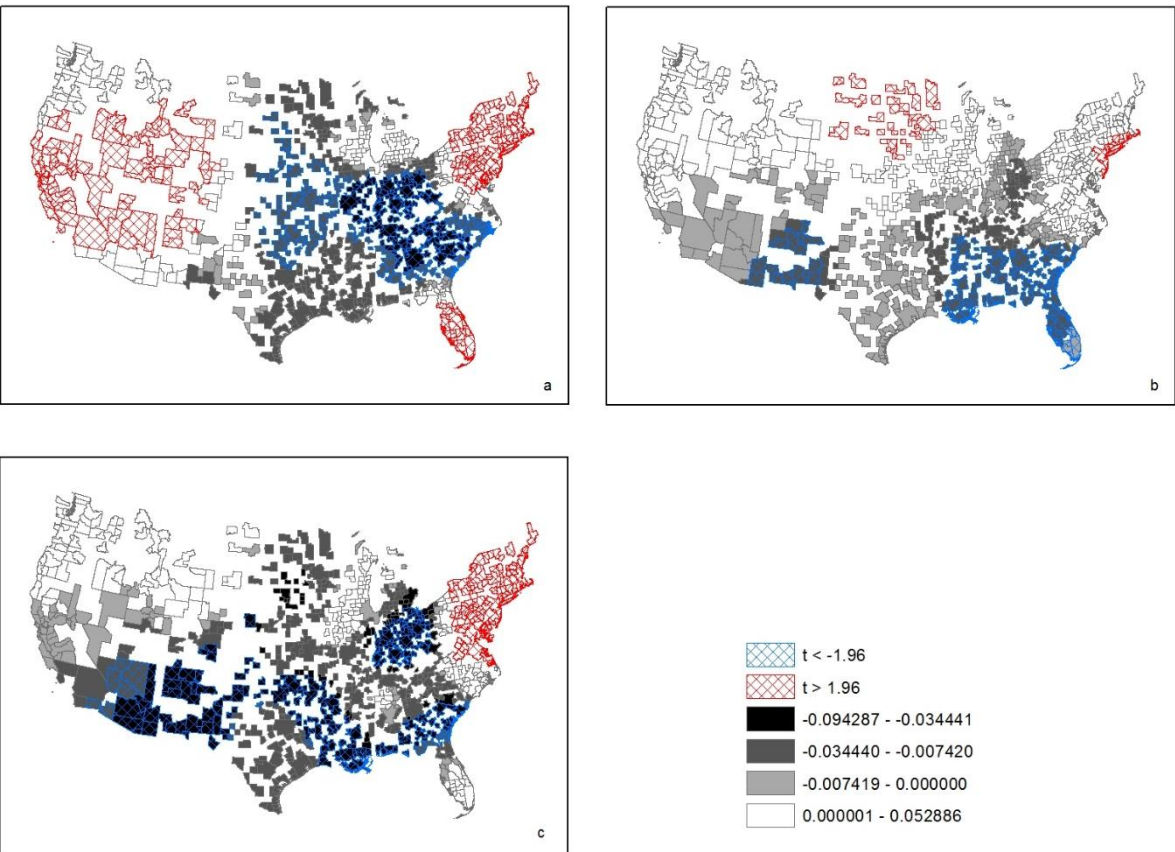 a
b
c
t < -1.96
t > 1.96
-0.094287 - -0.034441
-0.034440 - -0.007420
-0.007419 - 0.000000
0.000001 - 0.052886